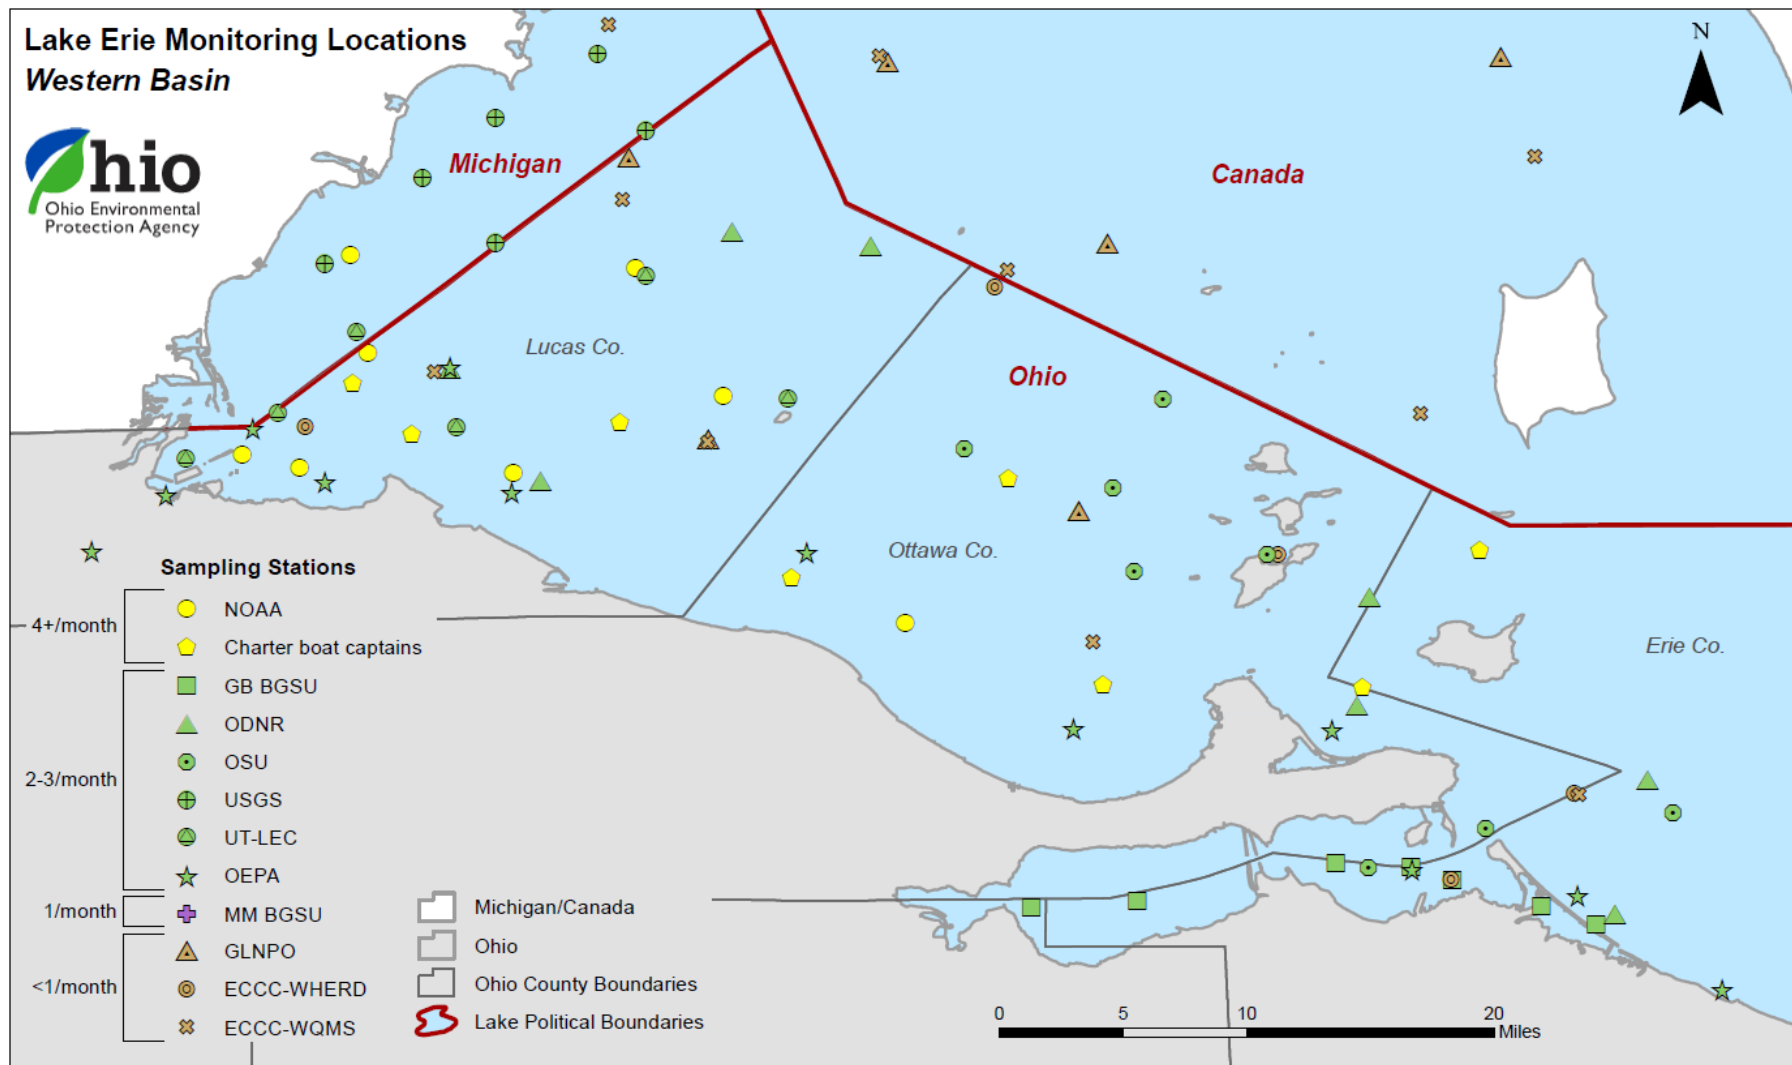 Lake Erie Monitoring Locations
Western Basin
hio
Ohio Environmental
Protection Agency
N
Michigan
Canada
Lucas Co.
Ohio
Ottawa Co.
Erie Co.
Sampling Stations
4+/month
NOAA
Charter boat captains
2-3/month
GB BGSU
ODNR
OSU
USGS
UT-LEC
OEPA
1/month
MM BGSU
<1/month
GLNPO
ECCC-WHERD
ECCC-WQMS
Michigan/Canada
Ohio
Ohio County Boundaries
Lake Political Boundaries
0 5 10 20
Miles